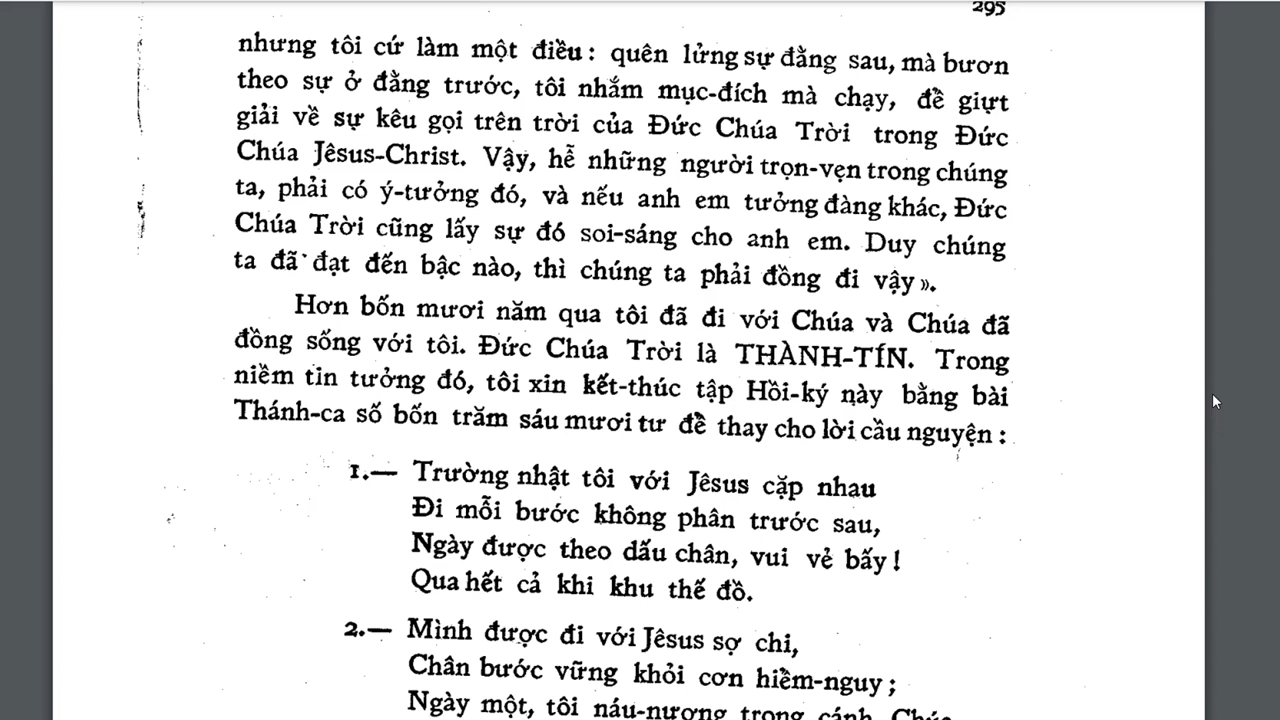 295
nhưng tôi cứ làm một điều : quên lửng sự đằng sau, mà bươn
theo sự ở đằng trước, tôi nhắm mục-đích mà chạy, để giựt
giải về sự kêu gọi trên trời của Đức Chúa Trời trong Đức
Chúa Jêsus-Christ. Vậy, hễ những người trọn-vẹn trong chúng
ta, phải có ý-tưởng đó, và nếu anh em tưởng đàng khác, Đức
Chúa Trời cũng lấy sự đó soi-sáng cho anh em. Duy chúng
ta đã đạt đến bậc nào, thì chúng ta phải đồng đi vậy ».
Hơn bốn mươi năm qua tôi đã đi với Chúa và Chúa đã
đồng sống với tôi. Đức Chúa Trời là THÀNH-TÍN. Trong
niềm tin tưởng đó, tôi xin kết-thúc tập Hồi-ký này bằng bài
Thánh-ca số bốn trăm sáu mươi tư để thay cho lời cầu nguyện :
1.— Trường nhật tôi với Jêsus cặp nhau
Đi mỗi bước không phân trước sau,
Ngày được theo dấu chân, vui vẻ bấy !
Qua hết cả khi khu thế đồ.
2.— Mình được đi với Jêsus sợ chi,
Chân bước vững khỏi cơn hiềm-nguy ;
Ngày một, tôi náu-nương trong cánh Chúa